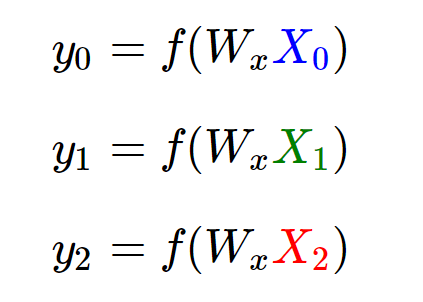 y₀ = f(WₓX₀)
y₁ = f(WₓX₁)
y₂ = f(WₓX₂)